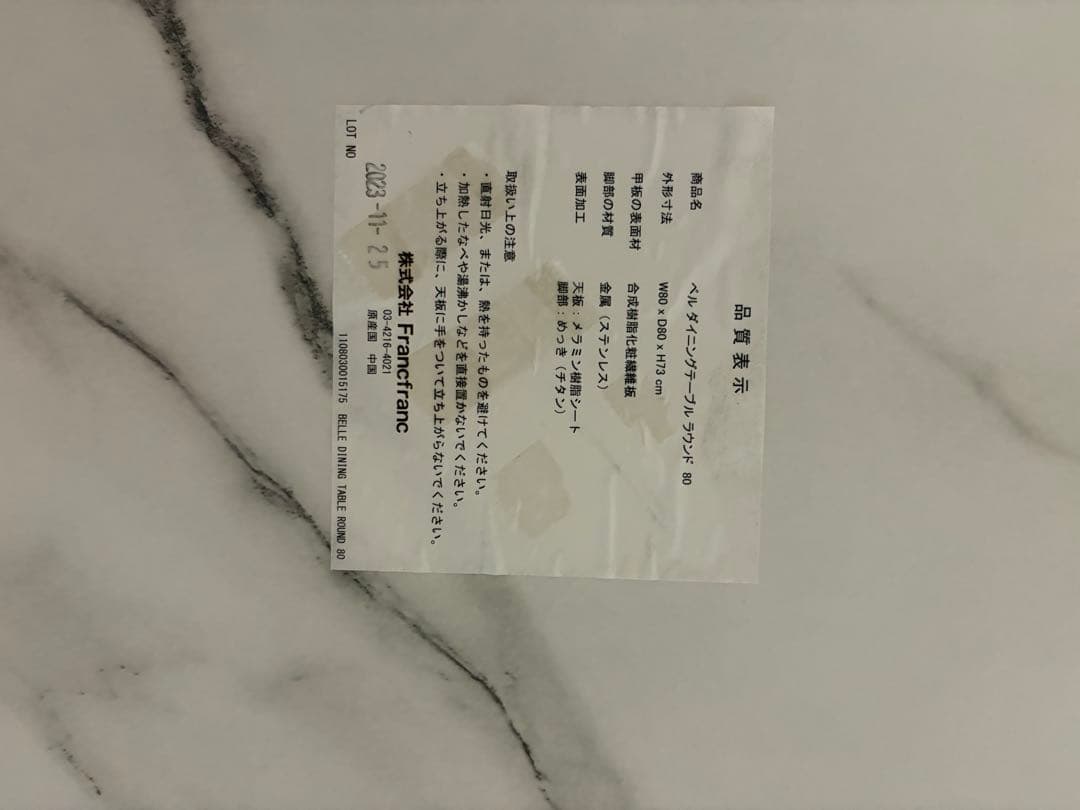 品質表示
商品名 ベル ダイニングテーブル ラウンド 80
外形寸法 W80 x D80 x H73 cm
甲板の表面材 合成樹脂化粧繊維板
脚部の材質 金属（ステンレス）
表面加工 天板：メラミン樹脂シート
脚部：めっき（チタン）
取扱い上の注意
・直射日光、または、熱を持ったものを避けてください。
・加熱したなべや湯沸かしなどを直接置かないでください。
・立ち上がる際に、天板に手をついて立ち上がらないでください。
株式会社 Francfranc
03-4216-4021
原産国 中国
2023-11-25
LOT NO 1108030015175 BELLE DINING TABLE ROUND 80